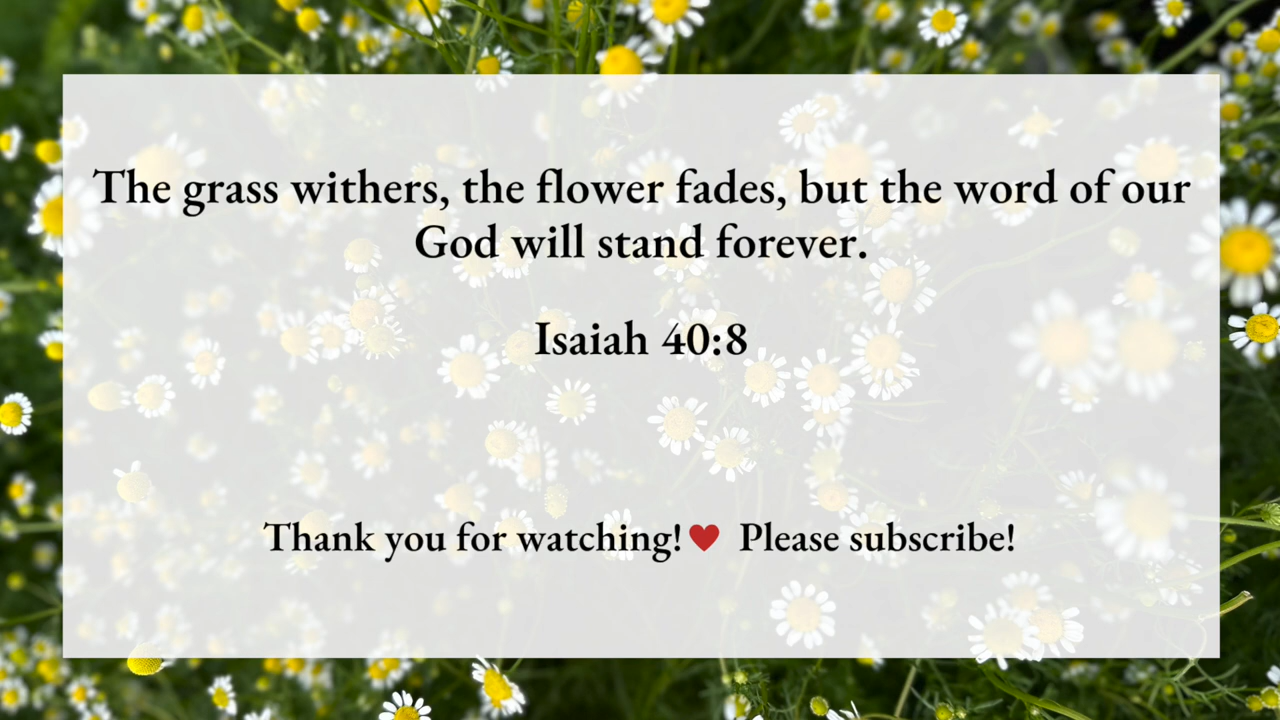 The grass withers, the flower fades, but the word of our
God will stand forever.
Isaiah 40:8
Thank you for watching!♥ Please subscribe!